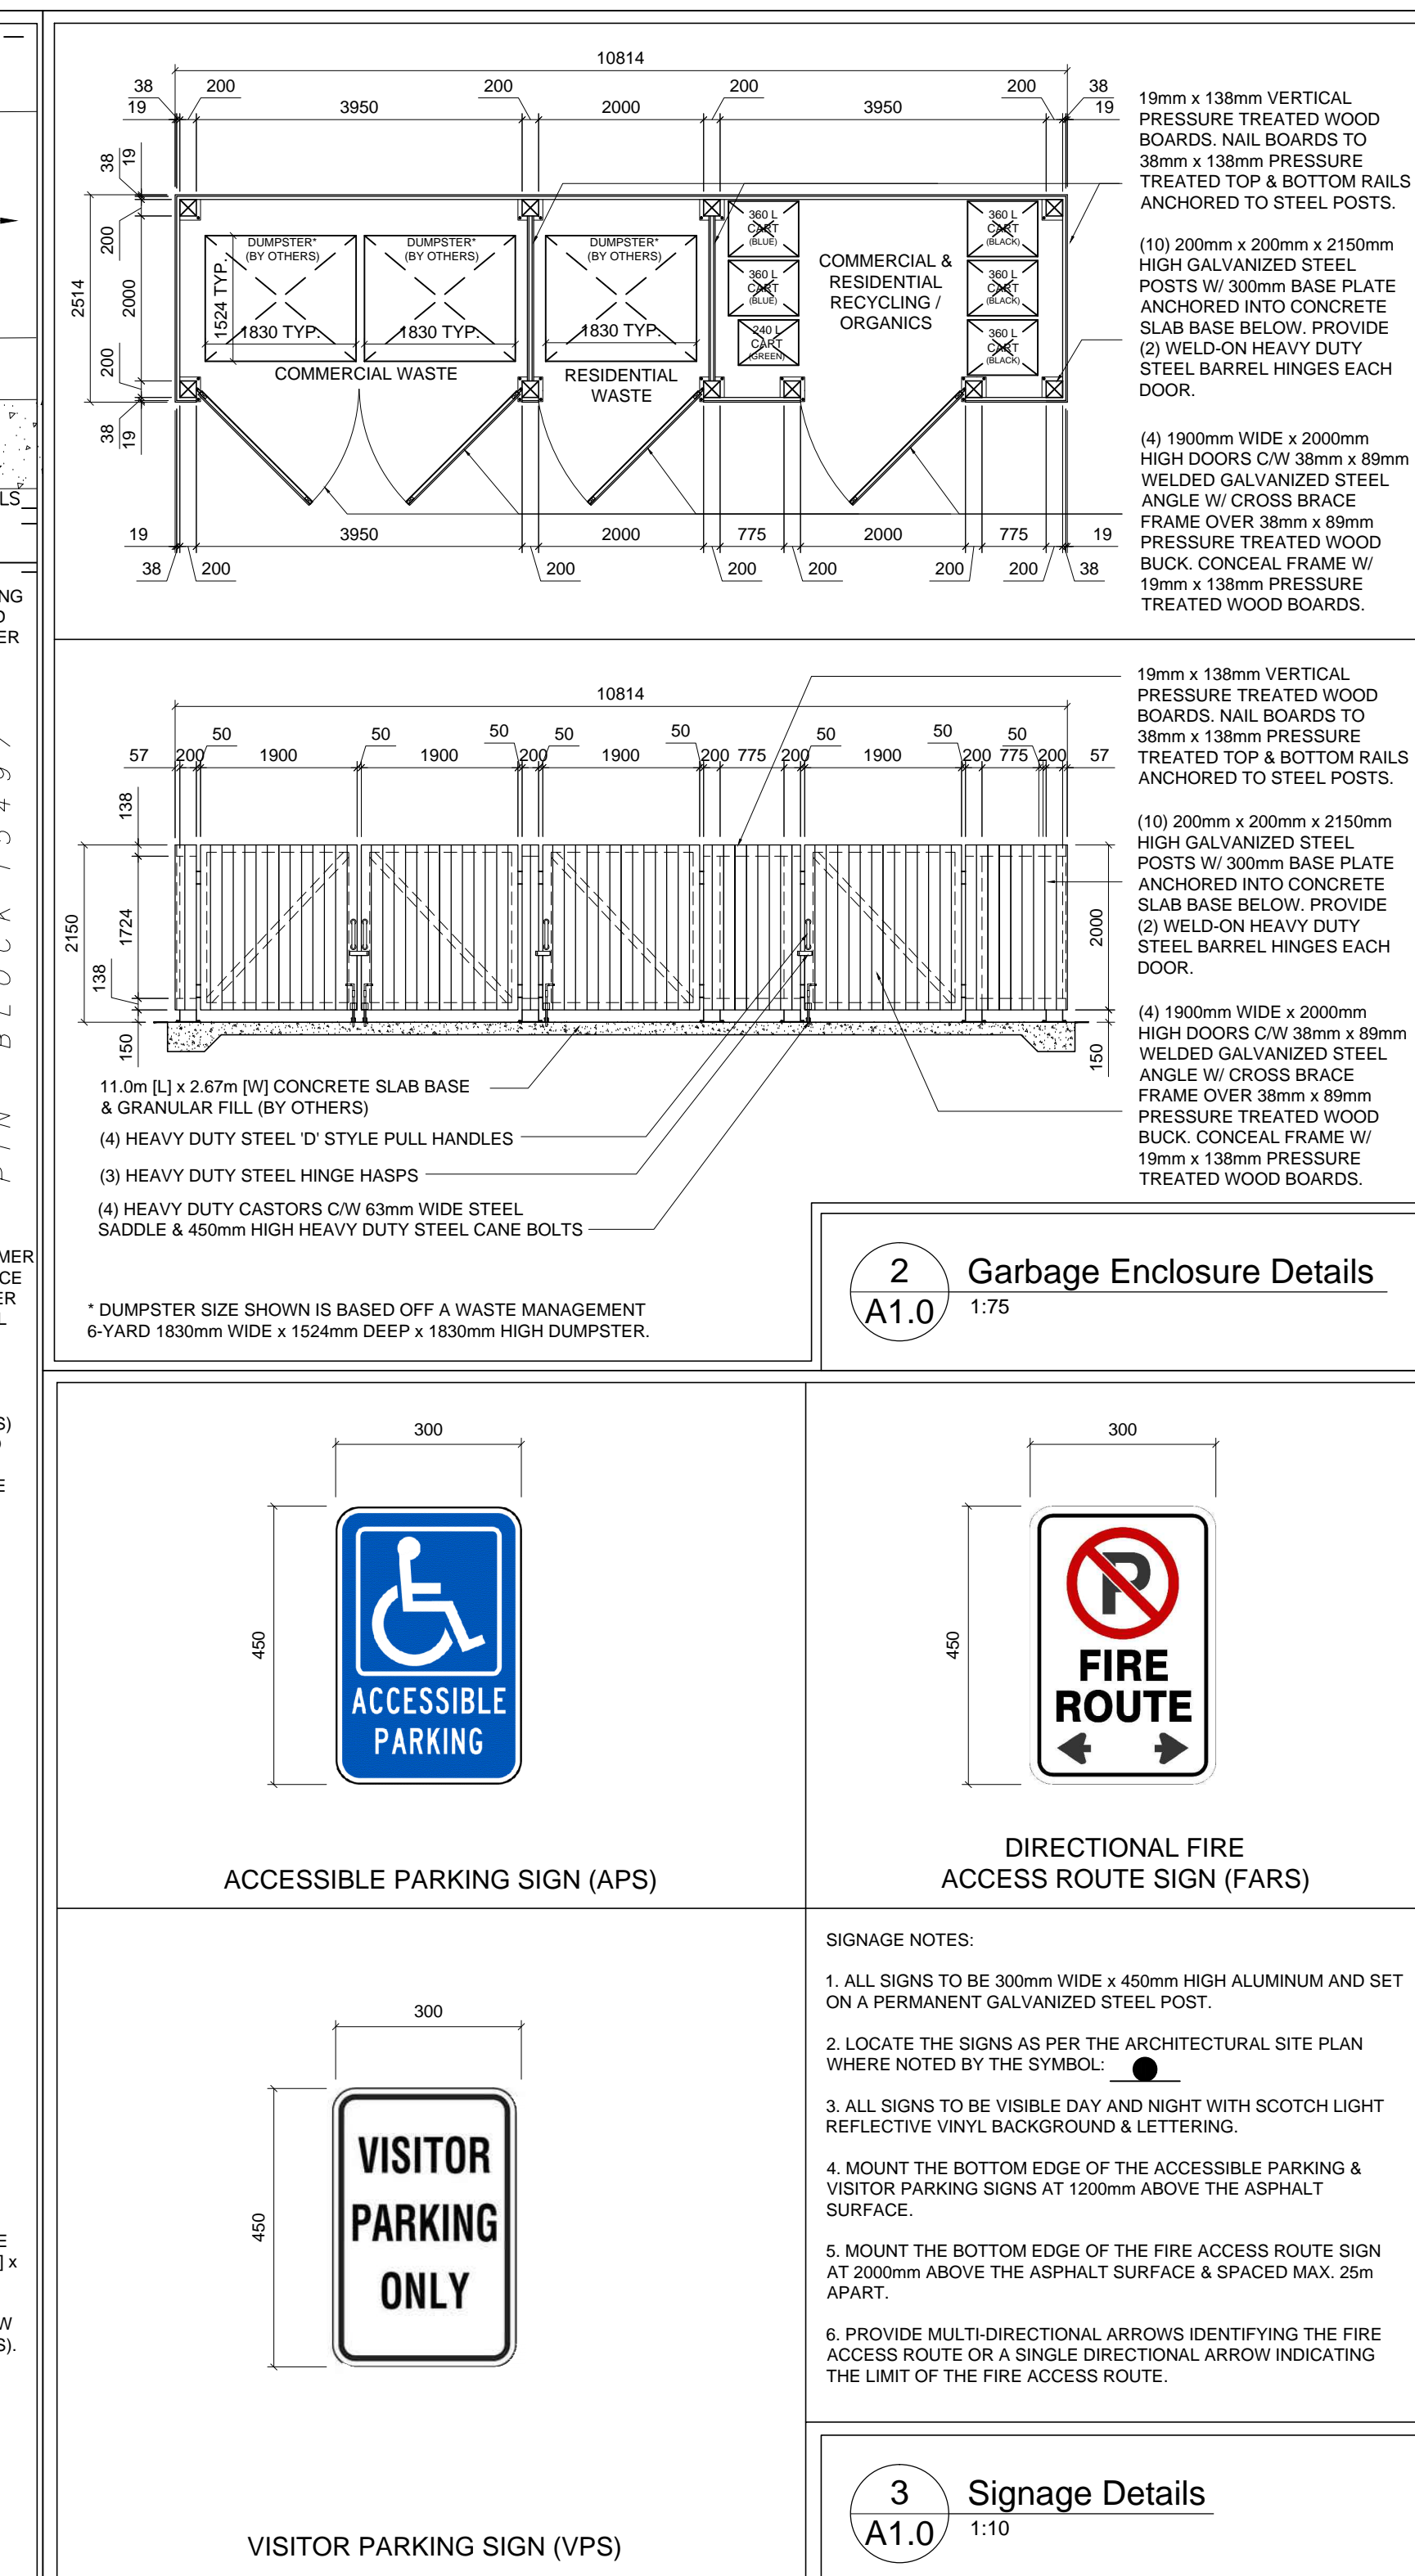 10814
38 200 200 200 200 38
19 3950 2000 3950 19
19mm x 138mm VERTICAL
PRESSURE TREATED WOOD
BOARDS. NAIL BOARDS TO
38mm x 138mm PRESSURE
TREATED TOP & BOTTOM RAILS
ANCHORED TO STEEL POSTS.
(10) 200mm x 200mm x 2150mm
HIGH GALVANIZED STEEL
POSTS W/ 300mm BASE PLATE
ANCHORED INTO CONCRETE
SLAB BASE BELOW. PROVIDE
(2) WELD-ON HEAVY DUTY
STEEL BARREL HINGES EACH
DOOR.
(4) 1900mm WIDE x 2000mm
HIGH DOORS C/W 38mm x 89mm
WELDED GALVANIZED STEEL
ANGLE W/ CROSS BRACE
FRAME OVER 38mm x 89mm
PRESSURE TREATED WOOD
BUCK. CONCEAL FRAME W/
19mm x 138mm PRESSURE
TREATED WOOD BOARDS.
38
19
200
2514
2000
200
38
19
DUMPSTER*
(BY OTHERS)
1524 TYP.
1830 TYP.
DUMPSTER*
(BY OTHERS)
1830 TYP.
COMMERCIAL WASTE
DUMPSTER*
(BY OTHERS)
1830 TYP.
RESIDENTIAL
WASTE
360 L
CART
(BLUE)
360 L
CART
(BLUE)
240 L
CART
(GREEN)
COMMERCIAL &
RESIDENTIAL
RECYCLING /
ORGANICS
360 L
CART
(BLACK)
360 L
CART
(BLACK)
360 L
CART
(BLACK)
19 3950 2000 775 2000 775 19
38 200 200 200 200 200 200 38
LS
NG
ER
10814
50 50 50 50 50 50 50 50
57 200 1900 1900 200 1900 200 775 200 1900 200 775 200 57
138
1724
2150
138
150
2000
150
19mm x 138mm VERTICAL
PRESSURE TREATED WOOD
BOARDS. NAIL BOARDS TO
38mm x 138mm PRESSURE
TREATED TOP & BOTTOM RAILS
ANCHORED TO STEEL POSTS.
(10) 200mm x 200mm x 2150mm
HIGH GALVANIZED STEEL
POSTS W/ 300mm BASE PLATE
ANCHORED INTO CONCRETE
SLAB BASE BELOW. PROVIDE
(2) WELD-ON HEAVY DUTY
STEEL BARREL HINGES EACH
DOOR.
(4) 1900mm WIDE x 2000mm
HIGH DOORS C/W 38mm x 89mm
WELDED GALVANIZED STEEL
ANGLE W/ CROSS BRACE
FRAME OVER 38mm x 89mm
PRESSURE TREATED WOOD
BUCK. CONCEAL FRAME W/
19mm x 138mm PRESSURE
TREATED WOOD BOARDS.
11.0m [L] x 2.67m [W] CONCRETE SLAB BASE
& GRANULAR FILL (BY OTHERS)
(4) HEAVY DUTY STEEL 'D' STYLE PULL HANDLES
(3) HEAVY DUTY STEEL HINGE HASPS
(4) HEAVY DUTY CASTORS C/W 63mm WIDE STEEL
SADDLE & 450mm HIGH HEAVY DUTY STEEL CANE BOLTS
* DUMPSTER SIZE SHOWN IS BASED OFF A WASTE MANAGEMENT
6-YARD 1830mm WIDE x 1524mm DEEP x 1830mm HIGH DUMPSTER.
2
A1.0
Garbage Enclosure Details
1:75
MER
CE
ER
300
450
ACCESSIBLE
PARKING
ACCESSIBLE PARKING SIGN (APS)
300
450
P
FIRE
ROUTE
DIRECTIONAL FIRE
ACCESS ROUTE SIGN (FARS)
300
450
VISITOR
PARKING
ONLY
VISITOR PARKING SIGN (VPS)
SIGNAGE NOTES:
1. ALL SIGNS TO BE 300mm WIDE x 450mm HIGH ALUMINUM AND SET
ON A PERMANENT GALVANIZED STEEL POST.
2. LOCATE THE SIGNS AS PER THE ARCHITECTURAL SITE PLAN
WHERE NOTED BY THE SYMBOL:
3. ALL SIGNS TO BE VISIBLE DAY AND NIGHT WITH SCOTCH LIGHT
REFLECTIVE VINYL BACKGROUND & LETTERING.
4. MOUNT THE BOTTOM EDGE OF THE ACCESSIBLE PARKING &
VISITOR PARKING SIGNS AT 1200mm ABOVE THE ASPHALT
SURFACE.
5. MOUNT THE BOTTOM EDGE OF THE FIRE ACCESS ROUTE SIGN
AT 2000mm ABOVE THE ASPHALT SURFACE & SPACED MAX. 25m
APART.
6. PROVIDE MULTI-DIRECTIONAL ARROWS IDENTIFYING THE FIRE
ACCESS ROUTE OR A SINGLE DIRECTIONAL ARROW INDICATING
THE LIMIT OF THE FIRE ACCESS ROUTE.
3
A1.0
Signage Details
1:10